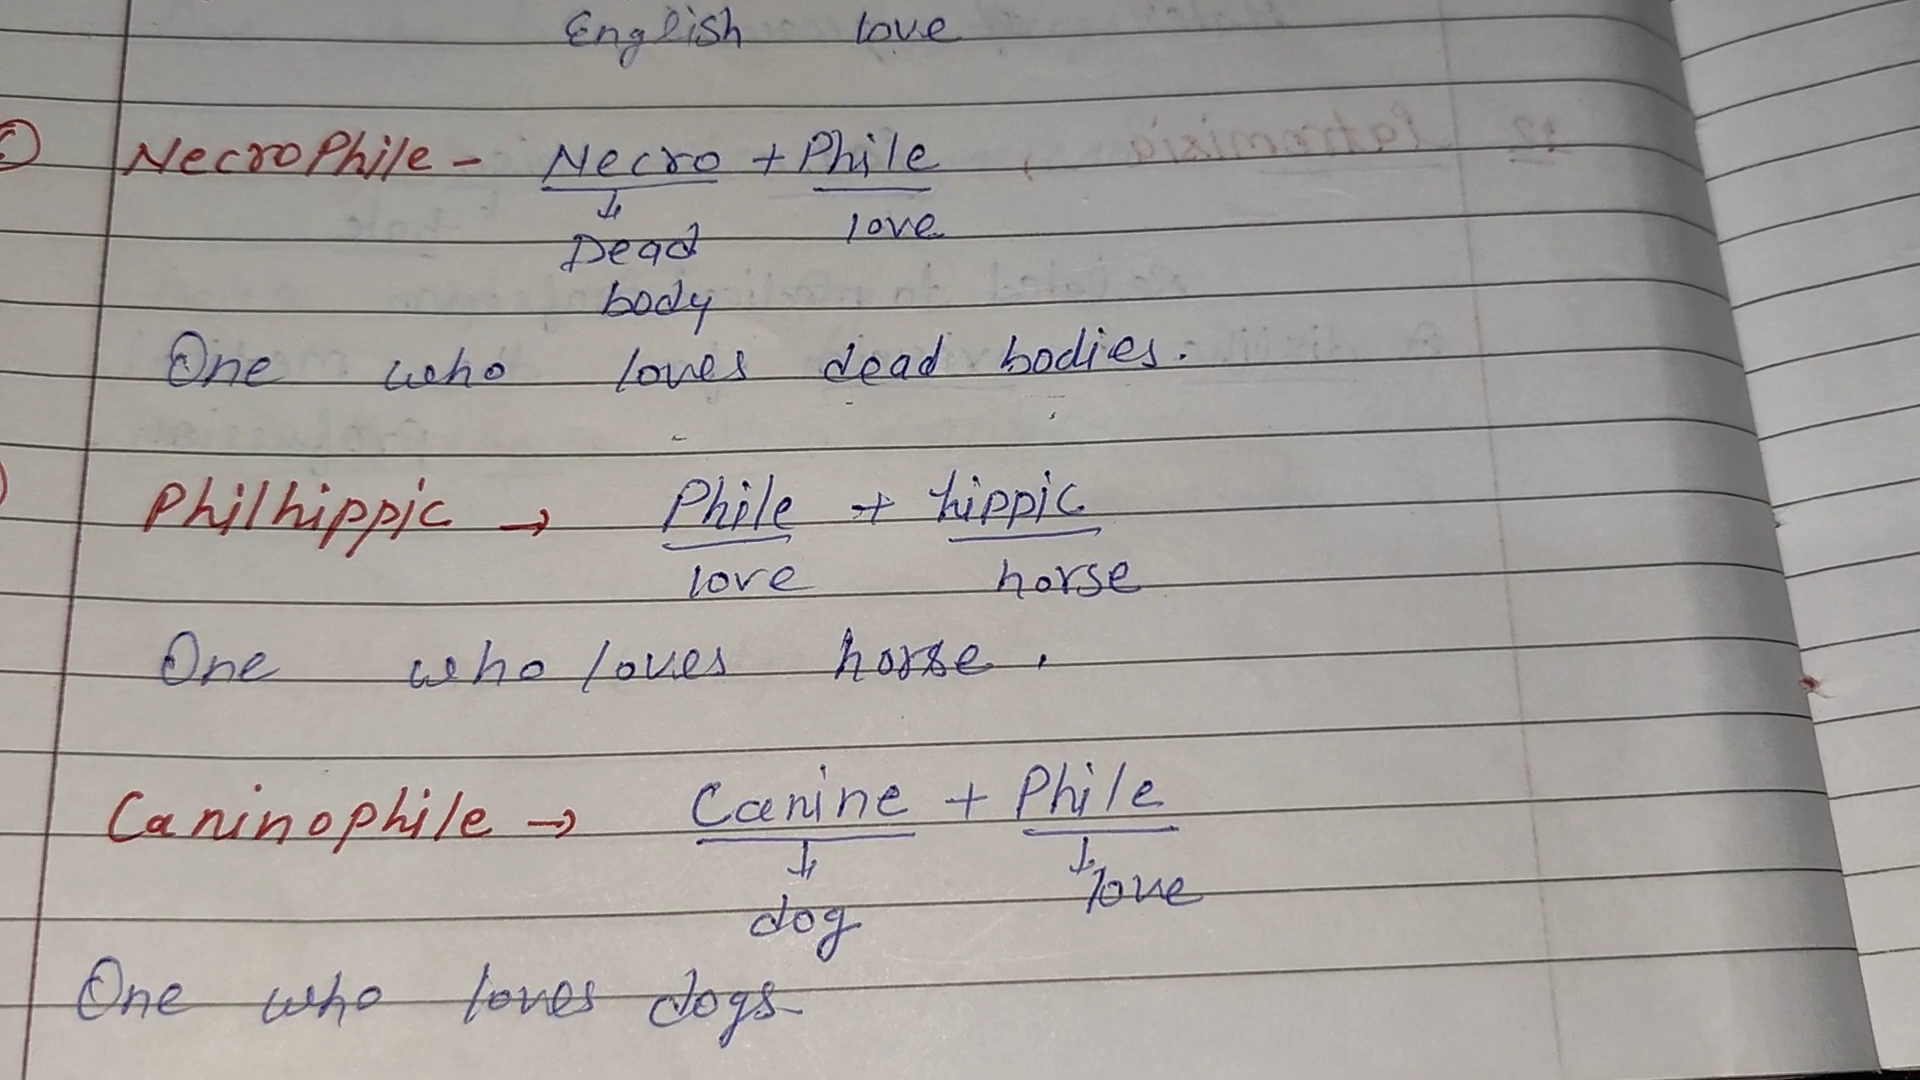 English love
NecroPhile - Necro + Phile
Dead love
body
One who loves dead bodies.
Philhippic → Phile + hippic
love horse
One who loves horse.
Caninophile → Canine + Phile
dog love
One who loves dogs